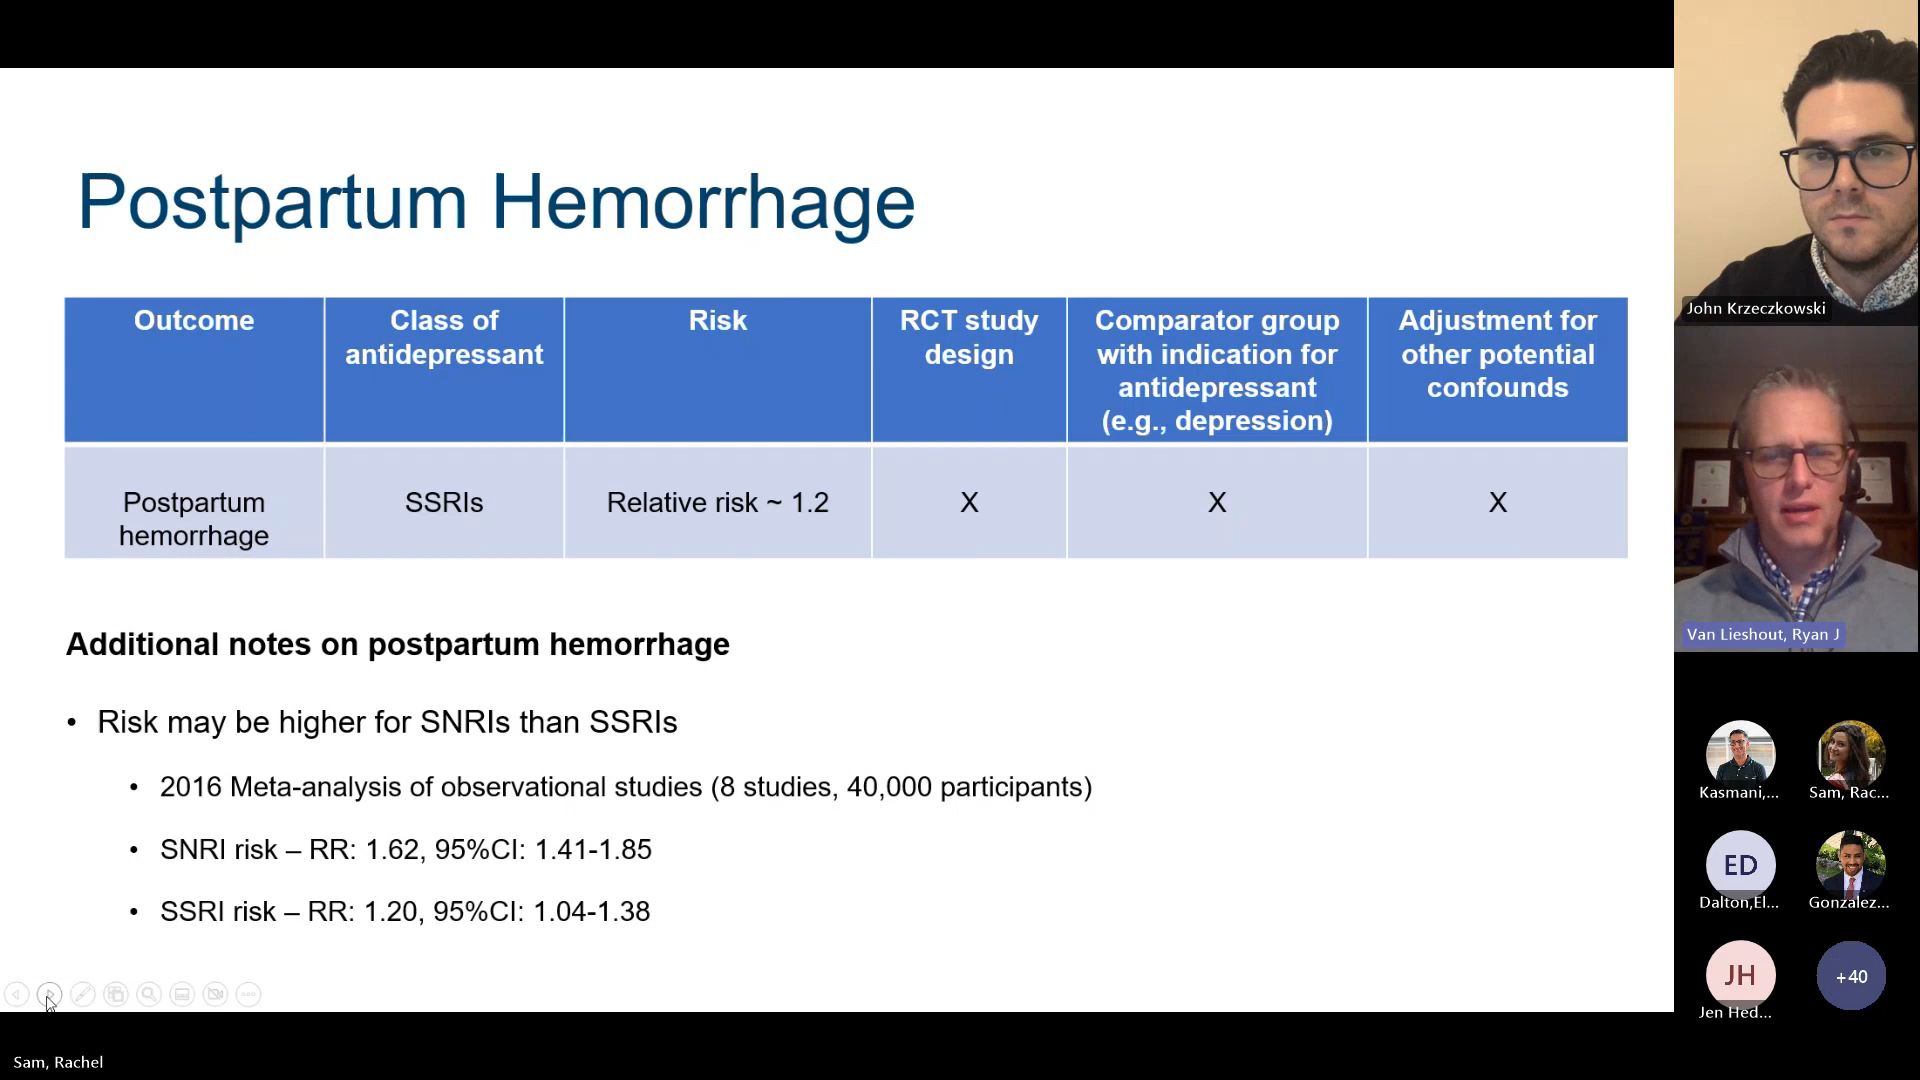 Postpartum Hemorrhage
Outcome
Class of
antidepressant
Risk
RCT study
design
Comparator group
with indication for
antidepressant
(e.g., depression)
Adjustment for
other potential
confounds
Postpartum
hemorrhage
SSRIs
Relative risk ~ 1.2
X
X
X
Additional notes on postpartum hemorrhage
• Risk may be higher for SNRIs than SSRIs
• 2016 Meta-analysis of observational studies (8 studies, 40,000 participants)
• SNRI risk – RR: 1.62, 95%CI: 1.41-1.85
• SSRI risk – RR: 1.20, 95%CI: 1.04-1.38
Sam, Rachel
John Krzeczkowski
Van Lieshout, Ryan J
Kasmani,...
Sam, Rac...
ED
Dalton,El...
Gonzalez...
JH
Jen Hed...
+40